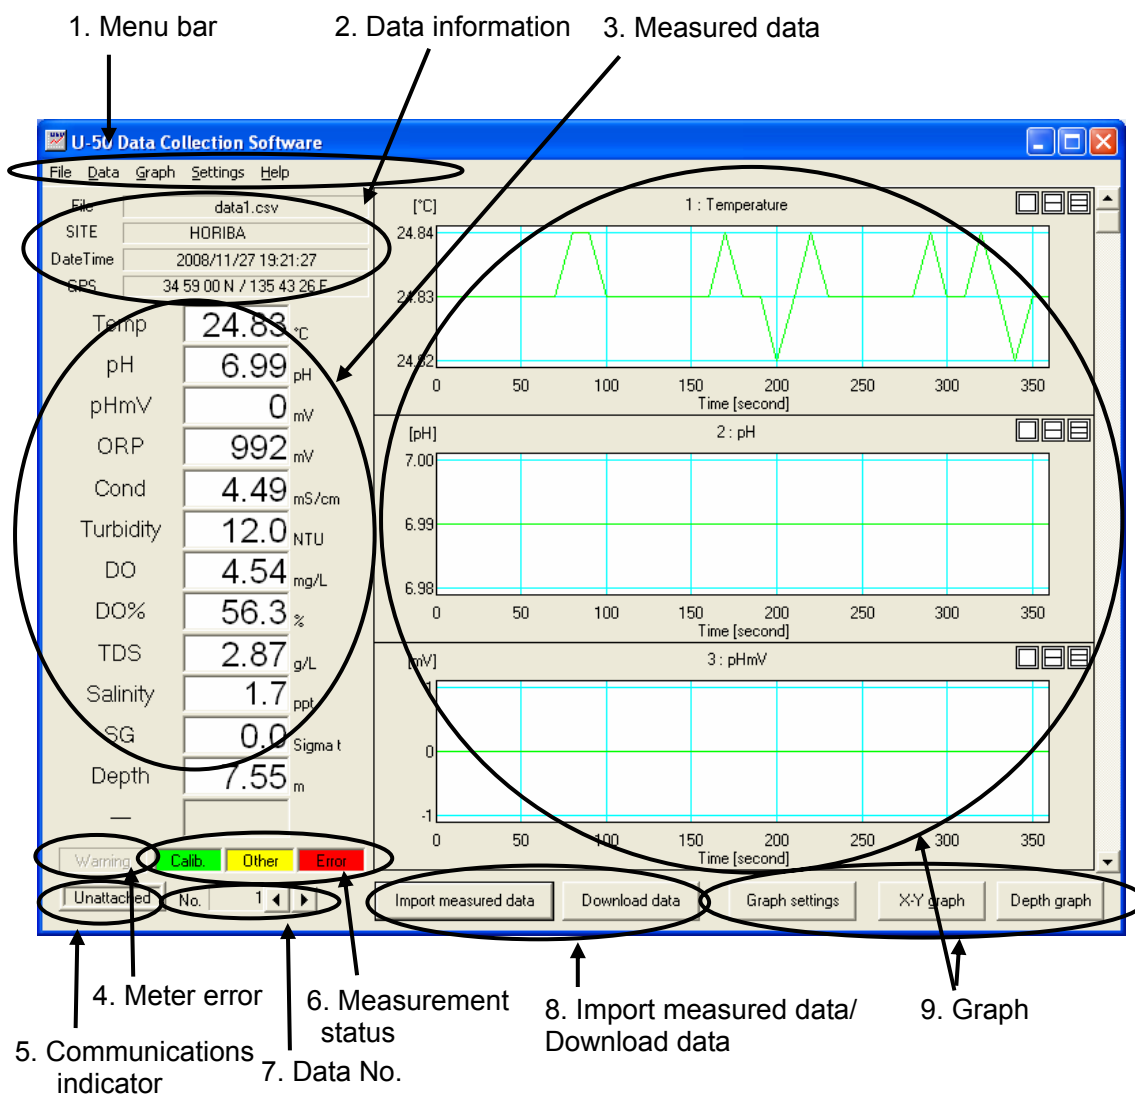 1. Menu bar
2. Data information
3. Measured data
U-50 Data Collection Software
File Data Graph Settings Help
File data1.csv
SITE HORIBA
DateTime 2008/11/27 19:21:27
GPS 34 59 00 N / 135 43 26 E
Temp 24.83 °C
pH 6.99 pH
pHmV 0 mV
ORP 992 mV
Cond 4.49 mS/cm
Turbidity 12.0 NTU
DO 4.54 mg/L
DO% 56.3 %
TDS 2.87 g/L
Salinity 1.7 ppt
SG 0.0 Sigma t
Depth 7.55 m
—
Warning Calib. Other Error
Unattached No. 1
[°C] 1 : Temperature
24.84
24.83
24.82
0 50 100 150 200 250 300 350
Time [second]
[pH] 2 : pH
7.00
6.99
6.98
0 50 100 150 200 250 300 350
Time [second]
[mV] 3 : pHmV
1
0
-1
0 50 100 150 200 250 300 350
Time [second]
Import measured data Download data Graph settings X-Y graph Depth graph
4. Meter error
5. Communications
indicator
6. Measurement
status
7. Data No.
8. Import measured data/
Download data
9. Graph